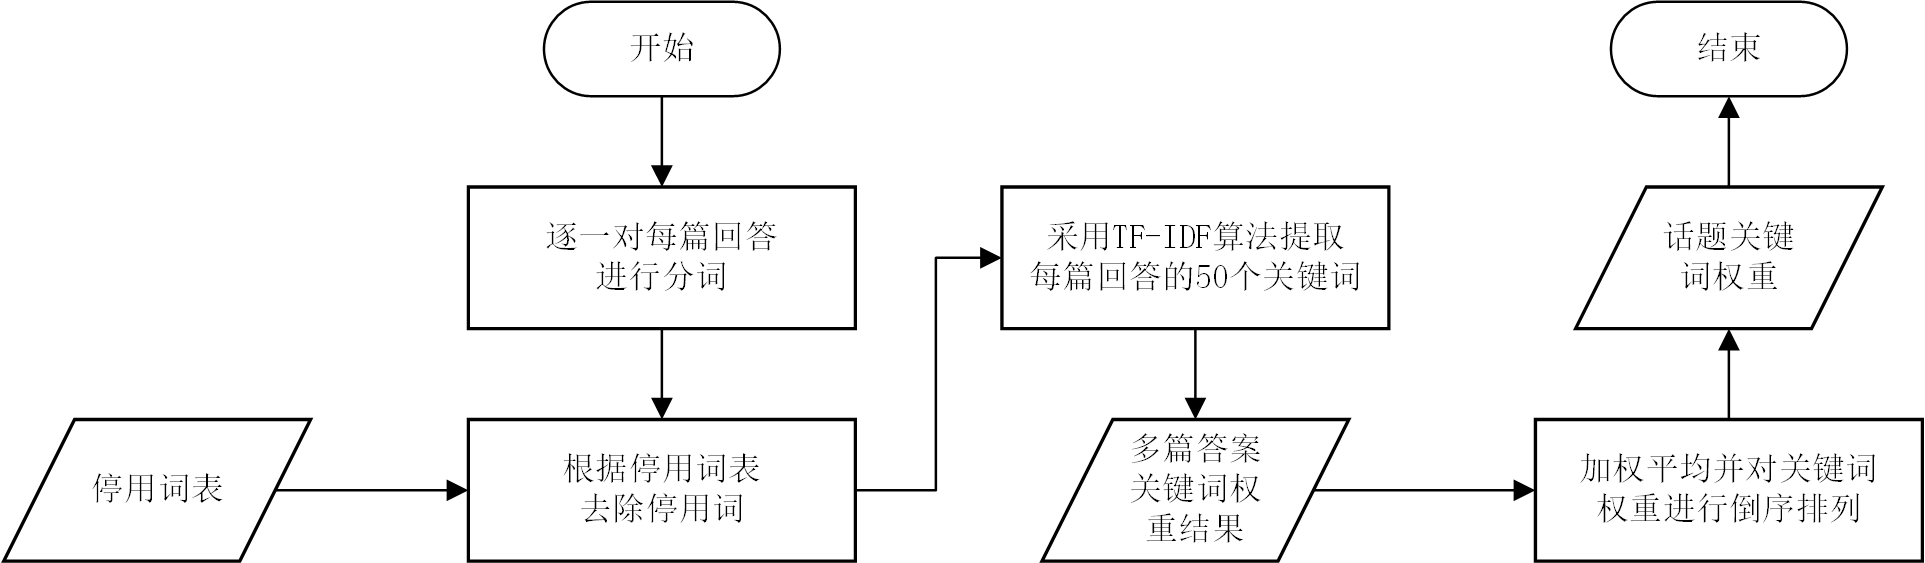 开始
逐一对每篇回答
进行分词
停用词表
根据停用词表
去除停用词
采用TF-IDF算法提取
每篇回答的50个关键词
多篇答案
关键词权
重结果
加权平均并对关键词
权重进行倒序排列
话题关键
词权重
结束